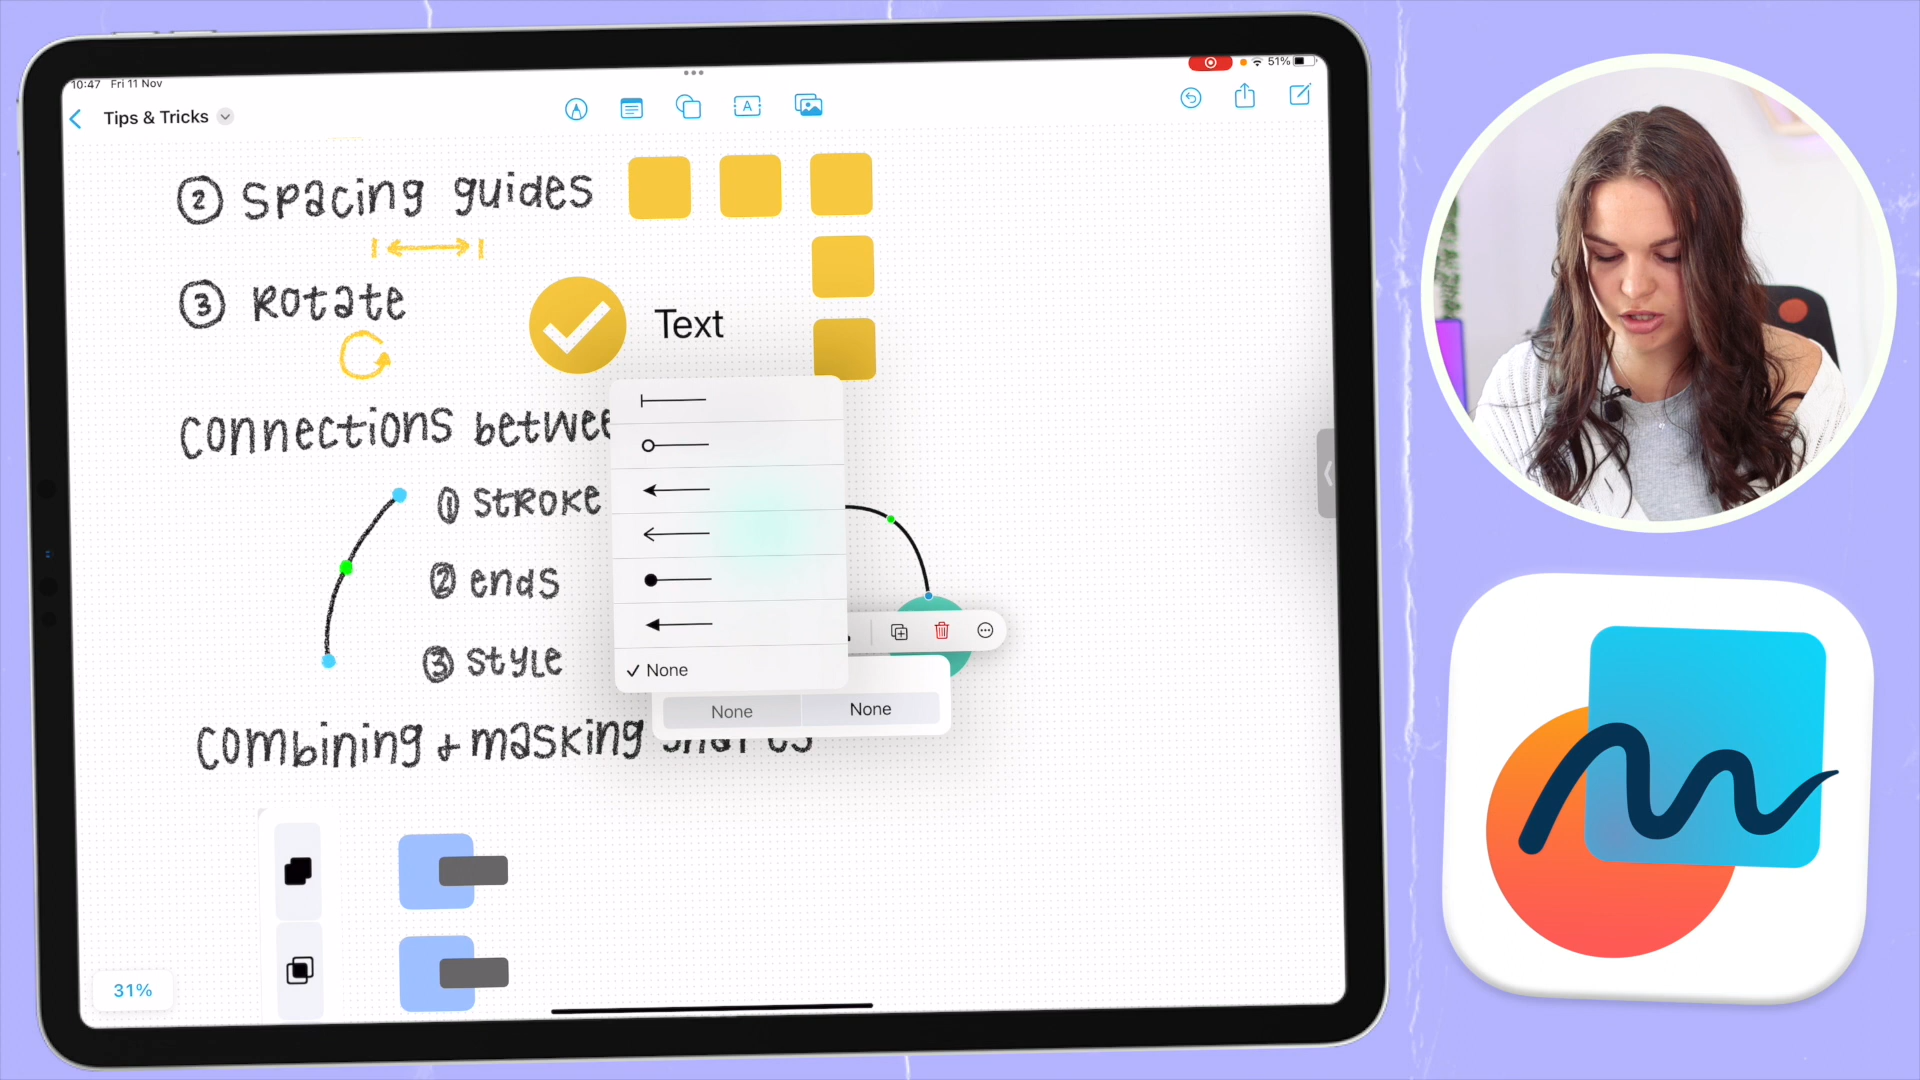 10:47 Fri 11 Nov
51%
Tips & Tricks
A
2 Spacing guides
3 Rotate
Text
Connections
1 Stroke
2 ends
3 Style
None
None None
Combining + masking
31%